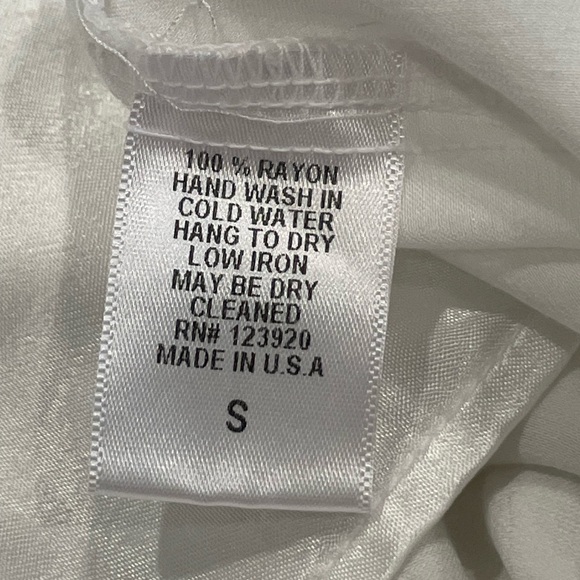 100 % RAYON
HAND WASH IN
COLD WATER
HANG TO DRY
LOW IRON
MAY BE DRY
CLEANED
RN# 123920
MADE IN U.S.A
S